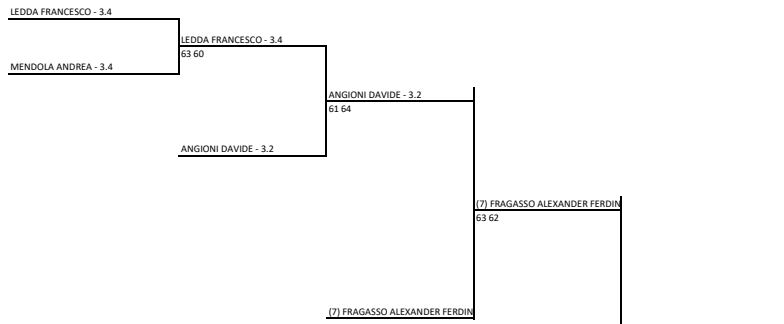 LEDDA FRANCESCO - 3.4
LEDDA FRANCESCO - 3.4
63 60
MENDOLA ANDREA - 3.4
ANGIONI DAVIDE - 3.2
61 64
ANGIONI DAVIDE - 3.2
(7) FRAGASSO ALEXANDER FERDIN
63 62
(7) FRAGASSO ALEXANDER FERDIN